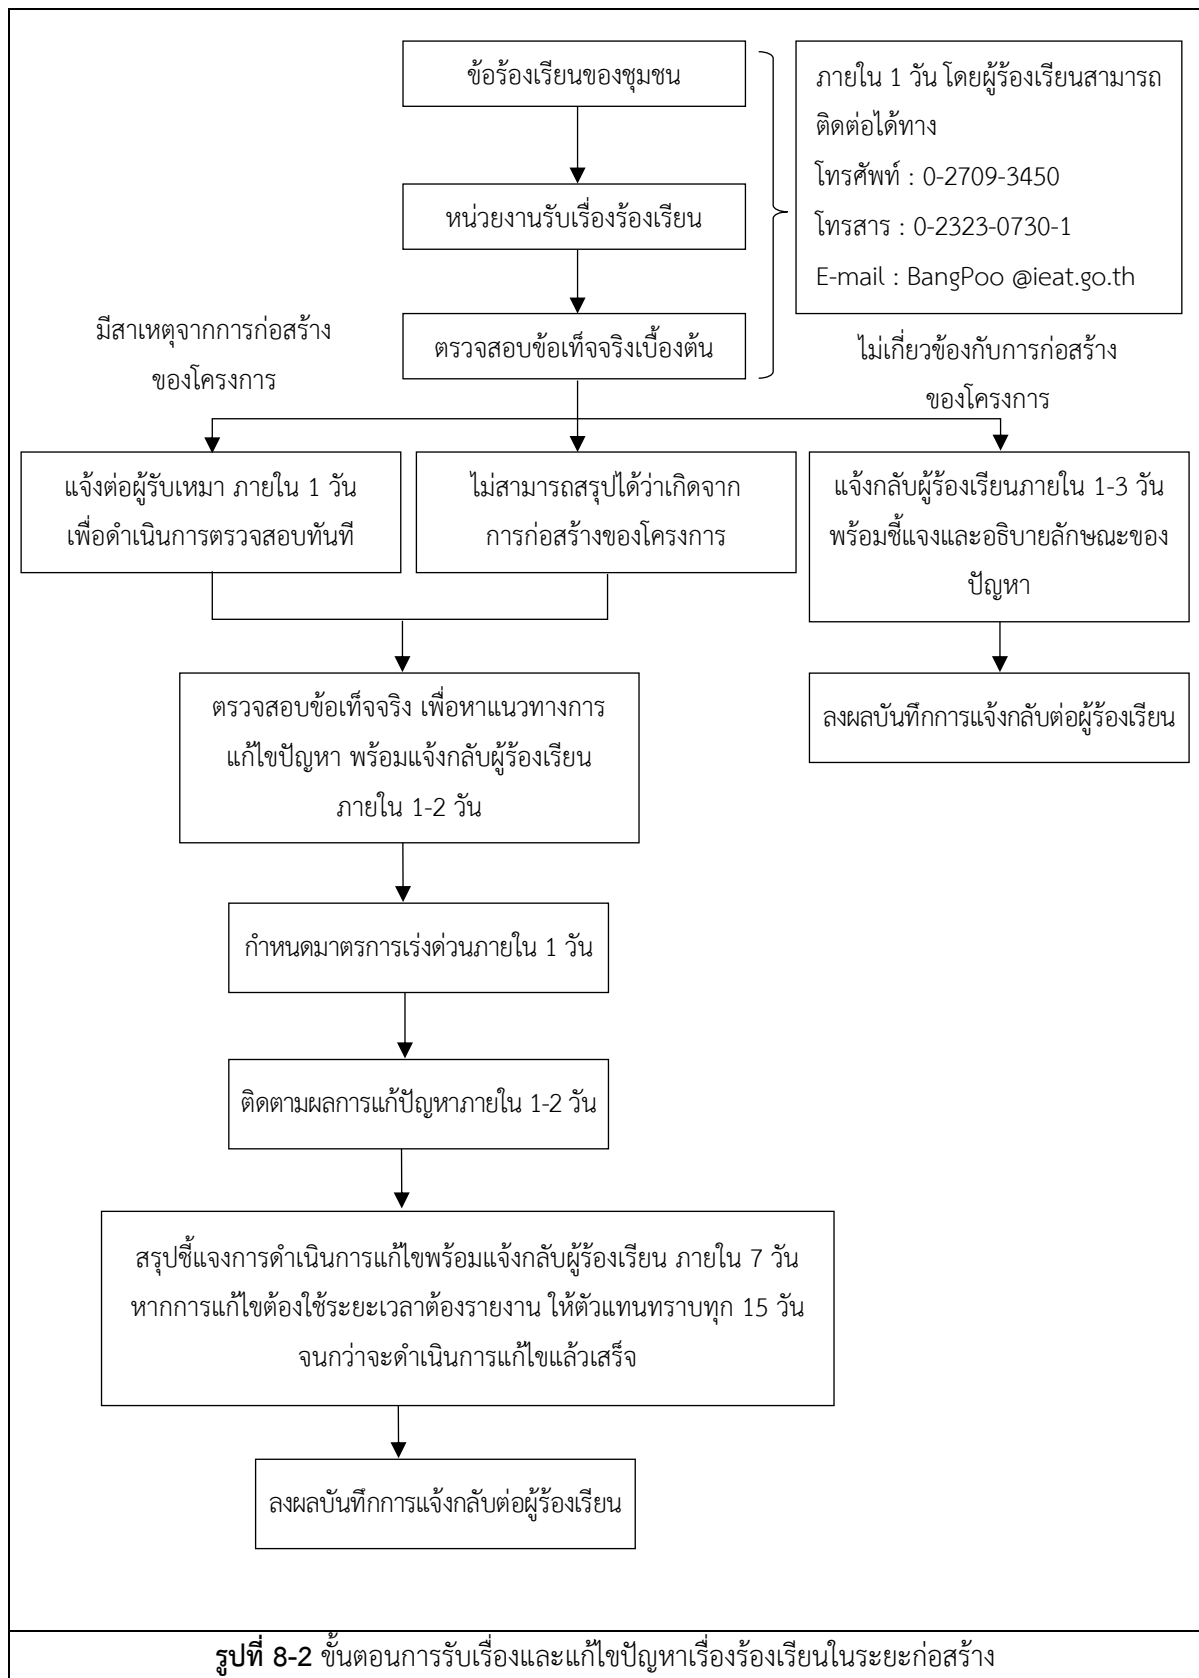 ข้อร้องเรียนของชุมชน
ภายใน 1 วัน โดยผู้ร้องเรียนสามารถ
ติดต่อได้ทาง
โทรศัพท์ : 0-2709-3450
โทรสาร : 0-2323-0730-1
E-mail : BangPoo @ieat.go.th
หน่วยงานรับเรื่องร้องเรียน
ตรวจสอบข้อเท็จจริงเบื้องต้น
มีสาเหตุจากการก่อสร้าง
ของโครงการ
ไม่เกี่ยวข้องกับการก่อสร้าง
ของโครงการ
แจ้งต่อผู้รับเหมา ภายใน 1 วัน
เพื่อดำเนินการตรวจสอบทันที
ไม่สามารถสรุปได้ว่าเกิดจาก
การก่อสร้างของโครงการ
แจ้งกลับผู้ร้องเรียนภายใน 1-3 วัน
พร้อมชี้แจงและอธิบายลักษณะของ
ปัญหา
ตรวจสอบข้อเท็จจริง เพื่อหาแนวทางการ
แก้ไขปัญหา พร้อมแจ้งกลับผู้ร้องเรียน
ภายใน 1-2 วัน
ลงผลบันทึกการแจ้งกลับต่อผู้ร้องเรียน
กำหนดมาตรการเร่งด่วนภายใน 1 วัน
ติดตามผลการแก้ปัญหาภายใน 1-2 วัน
สรุปชี้แจงการดำเนินการแก้ไขพร้อมแจ้งกลับผู้ร้องเรียน ภายใน 7 วัน
หากการแก้ไขต้องใช้ระยะเวลาต้องรายงาน ให้ตัวแทนทราบทุก 15 วัน
จนกว่าจะดำเนินการแก้ไขแล้วเสร็จ
ลงผลบันทึกการแจ้งกลับต่อผู้ร้องเรียน
รูปที่ 8-2 ขั้นตอนการรับเรื่องและแก้ไขปัญหาเรื่องร้องเรียนในระยะก่อสร้าง